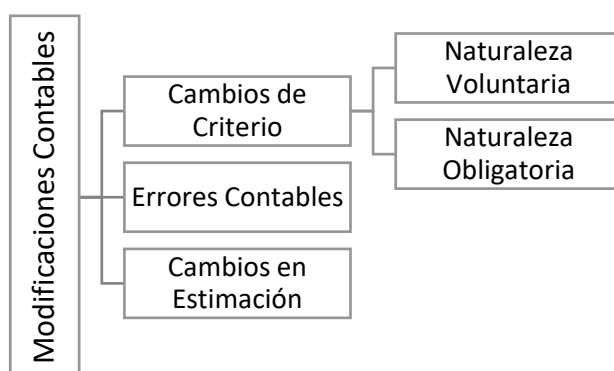 Modificaciones Contables
Cambios de
Criterio
Naturaleza
Voluntaria
Naturaleza
Obligatoria
Errores Contables
Cambios en
Estimación